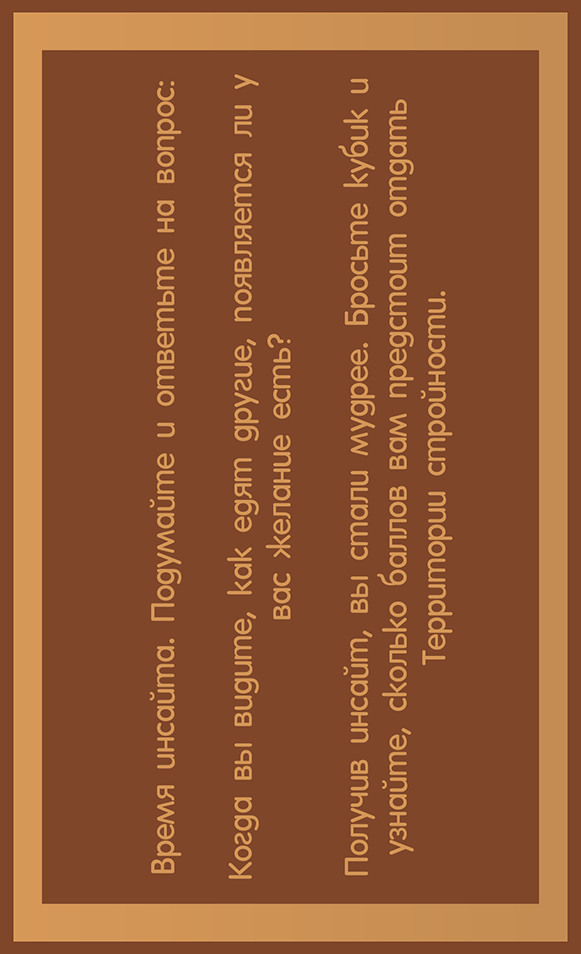 Время инсайта. Подумайте и ответьте на вопрос:
Когда вы видите, как едят другие, появляется ли у
вас желание есть?
Получив инсайт, вы стали мудрее. Бросьте кубик и
узнайте, сколько баллов вам предстоит отдать
Территории стройности.